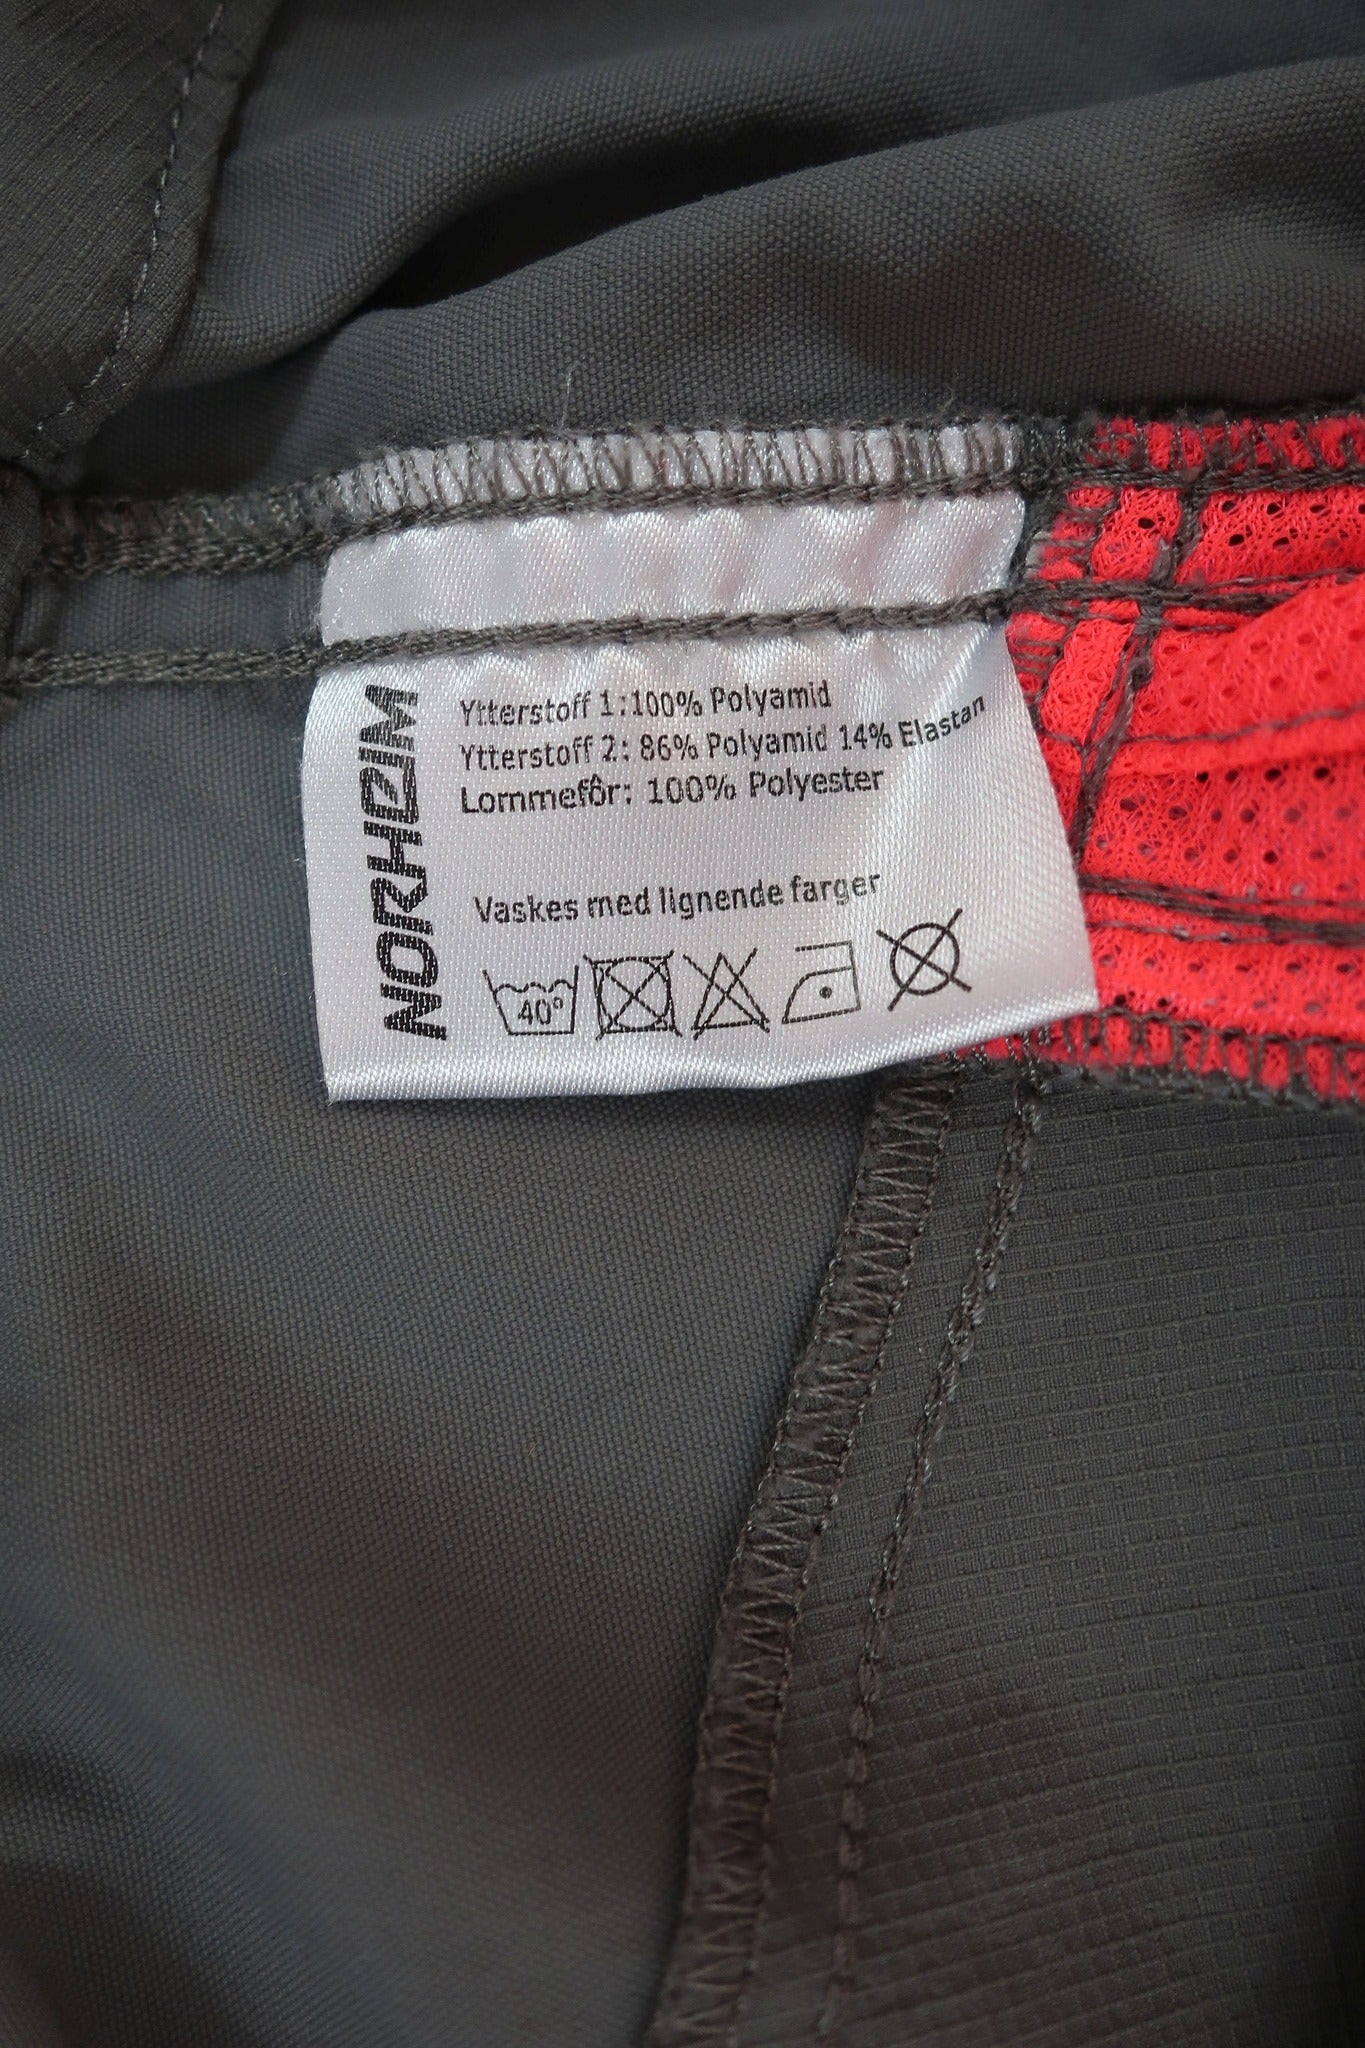 NORHEIM
Ytterstoff 1:100% Polyamid
Ytterstoff 2: 86% Polyamid 14% Elastan
Lommefôr: 100% Polyester
Vaskes med lignende farger
40°